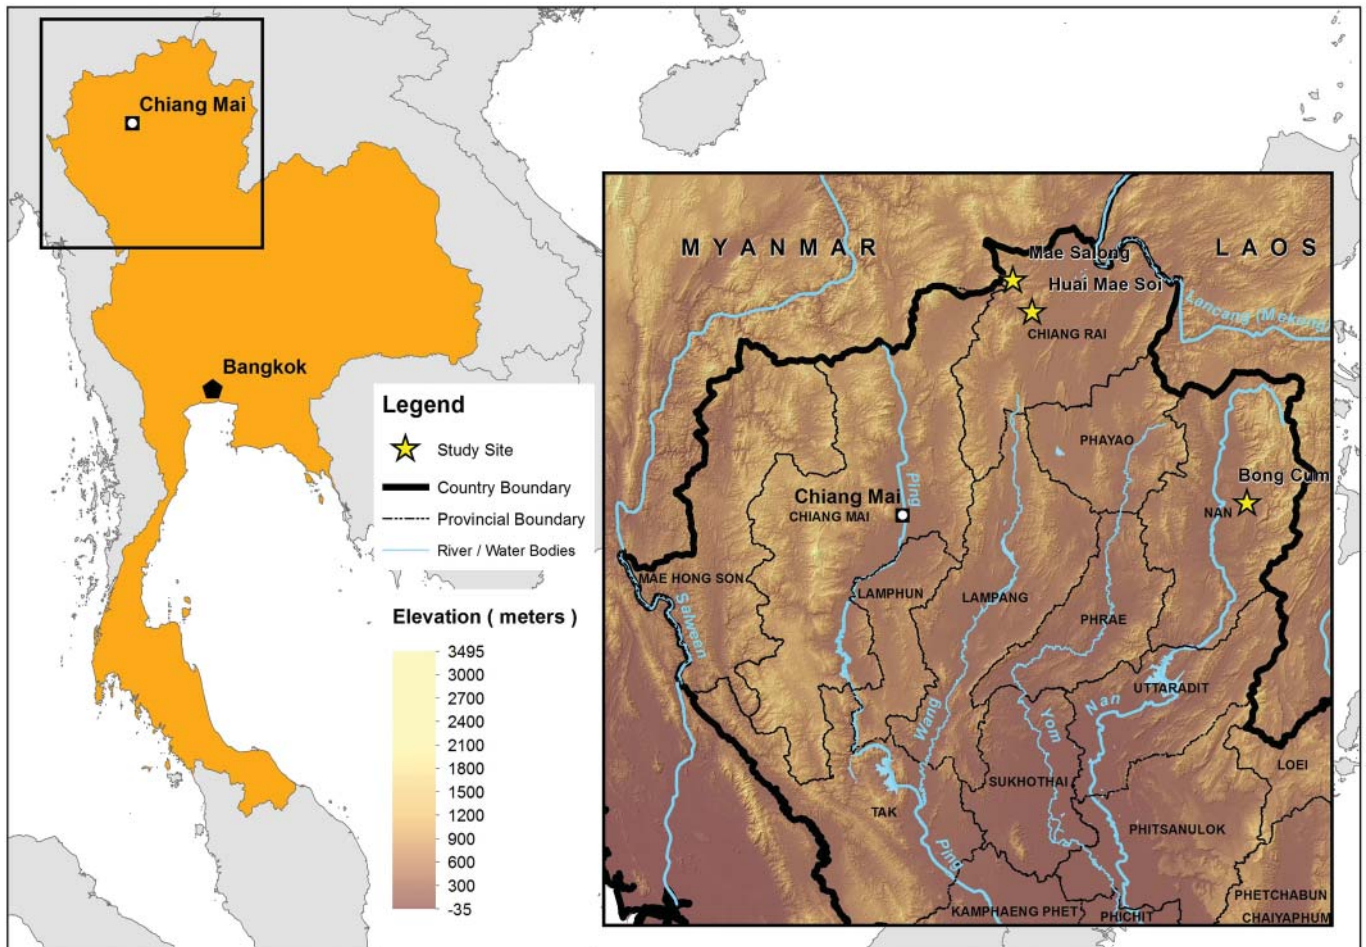 Chiang Mai
Bangkok
Legend
Study Site
Country Boundary
Provincial Boundary
River / Water Bodies
Elevation ( meters )
3495
3000
2700
2400
2100
1800
1500
1200
900
600
300
-35
MYANMAR
LAOS
Mae Salong
Huai Mae Soi
Lancang (Mekong)
CHIANG RAI
PHAYAO
Ping
Bong Cum
Chiang Mai
CHIANG MAI
NAN
MAE HONG SON
LAMPHUN
LAMPANG
Salween
PHRAE
UTTARADIT
Nan
Wang
Yom
LOEI
SUKHOTHAI
TAK
PHITSANULOK
Ping
PHETCHABUN
KAMPHAENG PHET
PHICHIT
CHAIYAPHUM